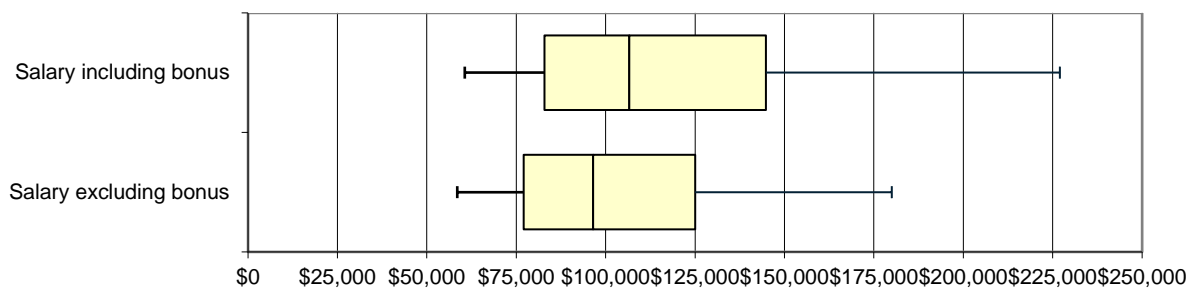 Salary including bonus
Salary excluding bonus
$0 $25,000 $50,000 $75,000 $100,000 $125,000 $150,000 $175,000 $200,000 $225,000 $250,000